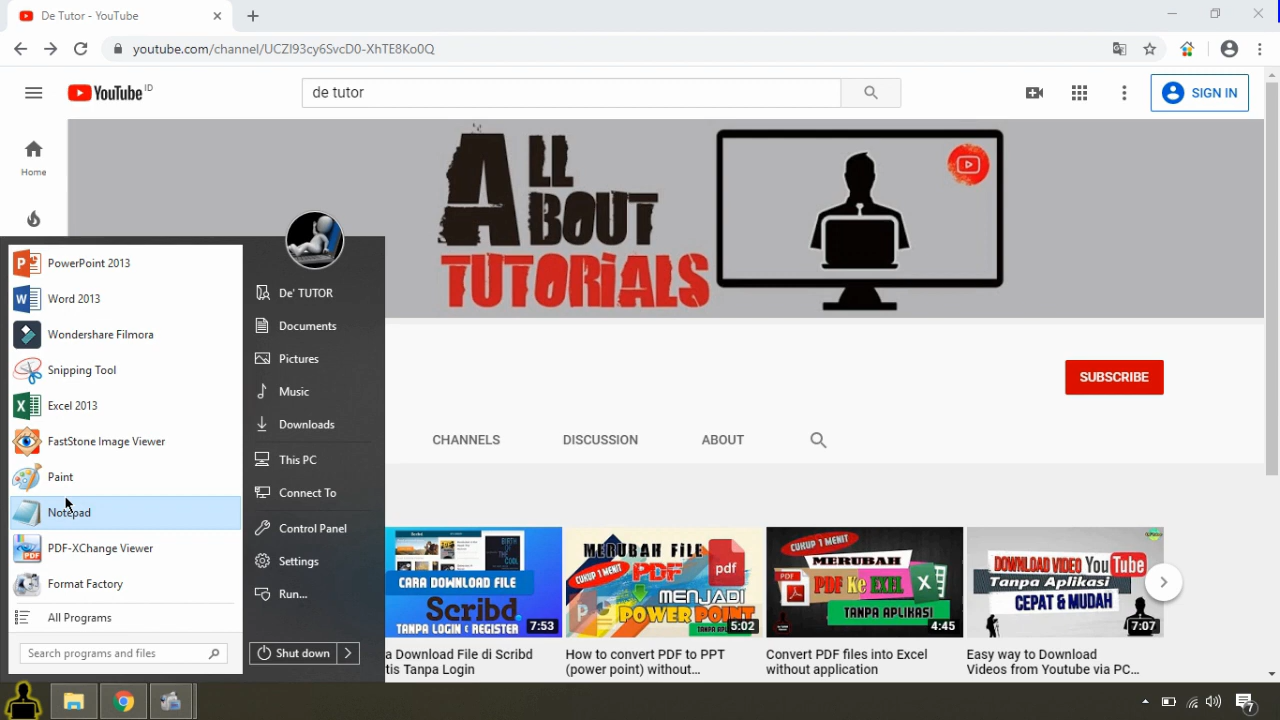 De Tutor - YouTube
youtube.com/channel/UCZI93cy6SvcD0-XhTE8Ko0Q
YouTube ID
de tutor
SIGN IN
Home
ALL
ABOUT
TUTORIALS
SUBSCRIBE
CHANNELS
DISCUSSION
ABOUT
PowerPoint 2013
Word 2013
Wondershare Filmora
Snipping Tool
Excel 2013
FastStone Image Viewer
Paint
Notepad
PDF-XChange Viewer
Format Factory
All Programs
Search programs and files
De' TUTOR
Documents
Pictures
Music
Downloads
This PC
Connect To
Control Panel
Settings
Run...
Shut down
CARA DOWNLOAD FILE
Scribd
TANPA LOGIN & REGISTER
7:53
a Download File di Scribd
tis Tanpa Login
MERUBAH FILE
CUKUP 1 MENIT
PDF
pdf
MENJADI
POWERPOINT
5:02
How to convert PDF to PPT
(power point) without...
CUKUP 1 MENIT
MERUBAH
PDF Ke EXEL
TANPA APLIKASI
4:45
Convert PDF files into Excel
without application
DOWNLOAD VIDEO YouTube
Tanpa Aplikasi
CEPAT & MUDAH
7:07
Easy way to Download
Videos from Youtube via PC...
7